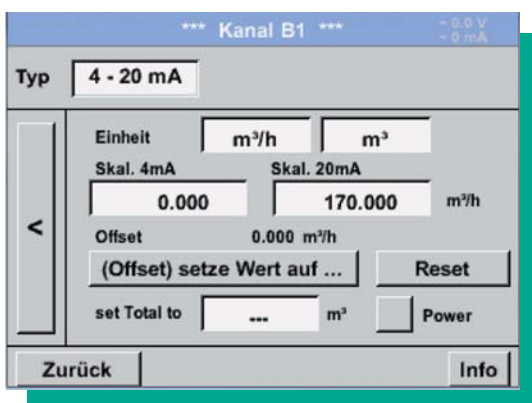 *** Kanal B1 ***
~ 0.0 V
~ 0 mA
Typ 4 - 20 mA
Einheit m³/h m³
Skal. 4mA Skal. 20mA
0.000 170.000 m³/h
<
Offset 0.000 m³/h
(Offset) setze Wert auf ... Reset
set Total to --- m³ Power
Zurück Info